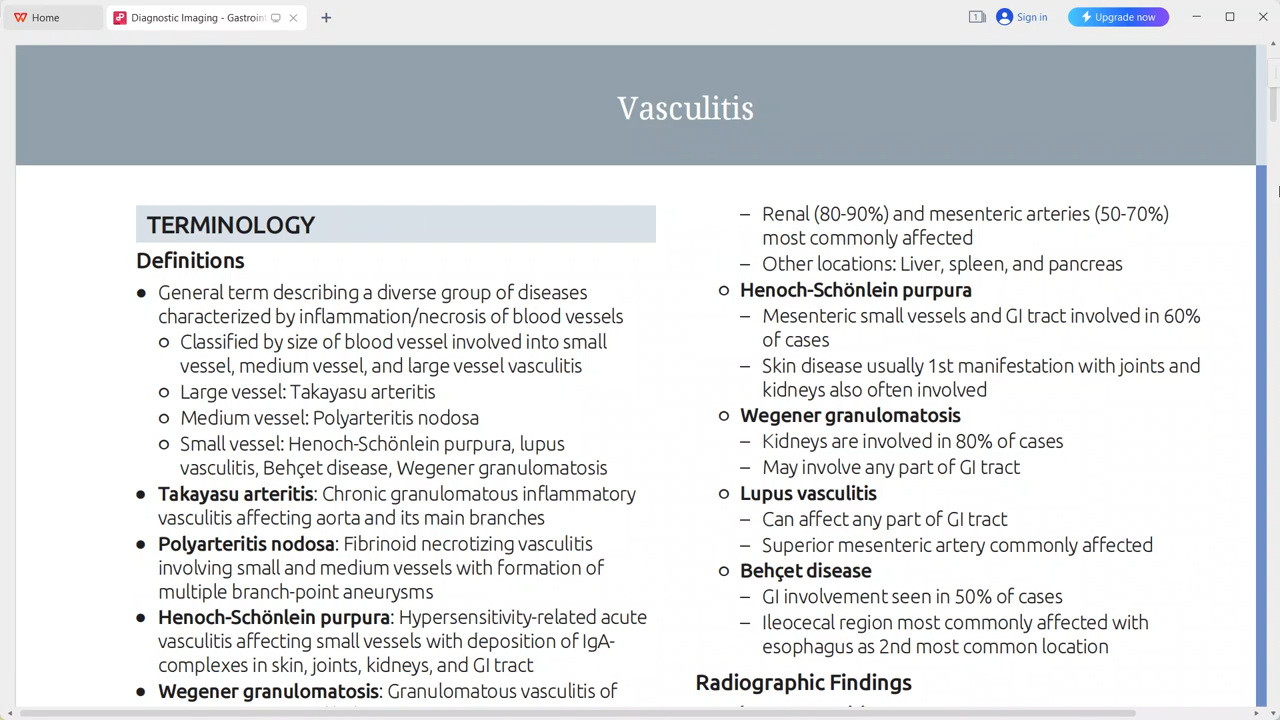 Home
Diagnostic Imaging - Gastroint
1
Sign in
Upgrade now
Vasculitis
TERMINOLOGY
Definitions
● General term describing a diverse group of diseases
characterized by inflammation/necrosis of blood vessels
○ Classified by size of blood vessel involved into small
vessel, medium vessel, and large vessel vasculitis
○ Large vessel: Takayasu arteritis
○ Medium vessel: Polyarteritis nodosa
○ Small vessel: Henoch-Schönlein purpura, lupus
vasculitis, Behçet disease, Wegener granulomatosis
● Takayasu arteritis: Chronic granulomatous inflammatory
vasculitis affecting aorta and its main branches
● Polyarteritis nodosa: Fibrinoid necrotizing vasculitis
involving small and medium vessels with formation of
multiple branch-point aneurysms
● Henoch-Schönlein purpura: Hypersensitivity-related acute
vasculitis affecting small vessels with deposition of IgA-
complexes in skin, joints, kidneys, and GI tract
● Wegener granulomatosis: Granulomatous vasculitis of
– Renal (80-90%) and mesenteric arteries (50-70%)
most commonly affected
– Other locations: Liver, spleen, and pancreas
○ Henoch-Schönlein purpura
– Mesenteric small vessels and GI tract involved in 60%
of cases
– Skin disease usually 1st manifestation with joints and
kidneys also often involved
○ Wegener granulomatosis
– Kidneys are involved in 80% of cases
– May involve any part of GI tract
○ Lupus vasculitis
– Can affect any part of GI tract
– Superior mesenteric artery commonly affected
○ Behçet disease
– GI involvement seen in 50% of cases
– Ileocecal region most commonly affected with
esophagus as 2nd most common location
Radiographic Findings